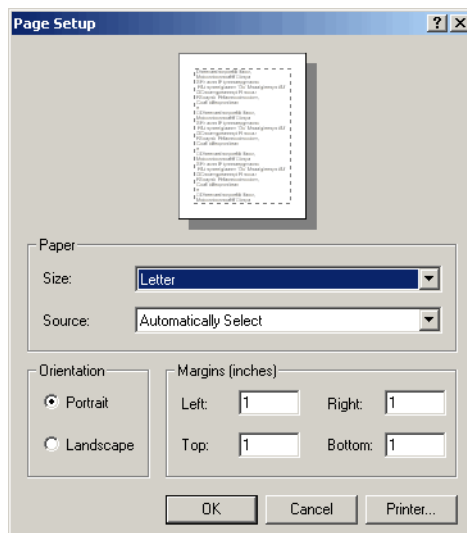 Page Setup
Paper
Size: Letter
Source: Automatically Select
Orientation
Portrait
Landscape
Margins (inches)
Left: 1 Right: 1
Top: 1 Bottom: 1
OK Cancel Printer...